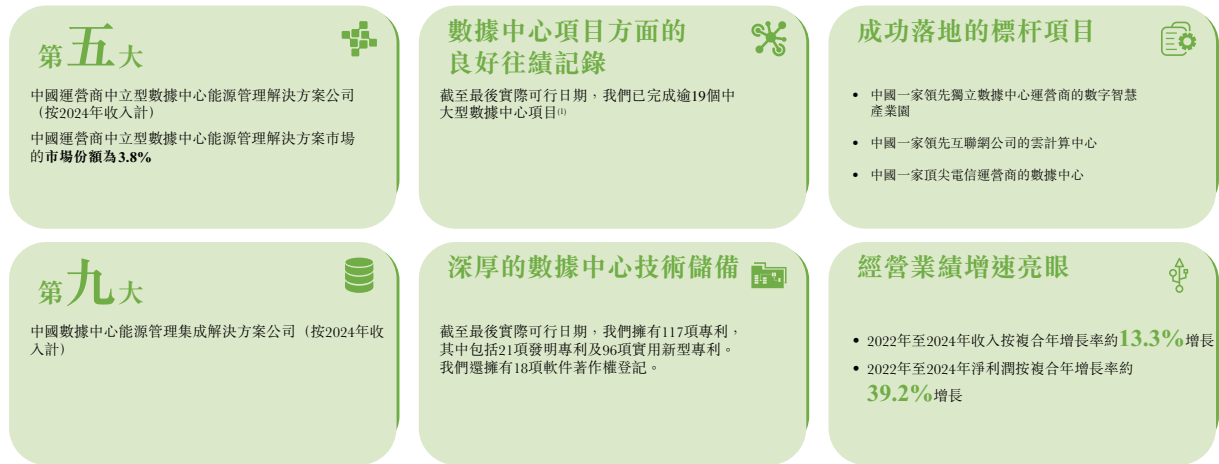 第五大
中國運營商中立型數據中心能源管理解決方案公司
（按2024年收入計）
中國運營商中立型數據中心能源管理解決方案市場
的市場份額為3.8%
數據中心項目方面的
良好往績記錄
截至最後實際可行日期，我們已完成逾19個中
大型數據中心項目(1)
成功落地的標杆項目
• 中國一家領先獨立數據中心運營商的數字智慧
產業園
• 中國一家領先互聯網公司的雲計算中心
• 中國一家頂尖電信運營商的數據中心
第九大
中國數據中心能源管理集成解決方案公司（按2024年收
入計）
深厚的數據中心技術儲備
截至最後實際可行日期，我們擁有117項專利，
其中包括21項發明專利及96項實用新型專利。
我們還擁有18項軟件著作權登記。
經營業績增速亮眼
• 2022年至2024年收入按複合年增長率約13.3%增長
• 2022年至2024年淨利潤按複合年增長率約
39.2%增長